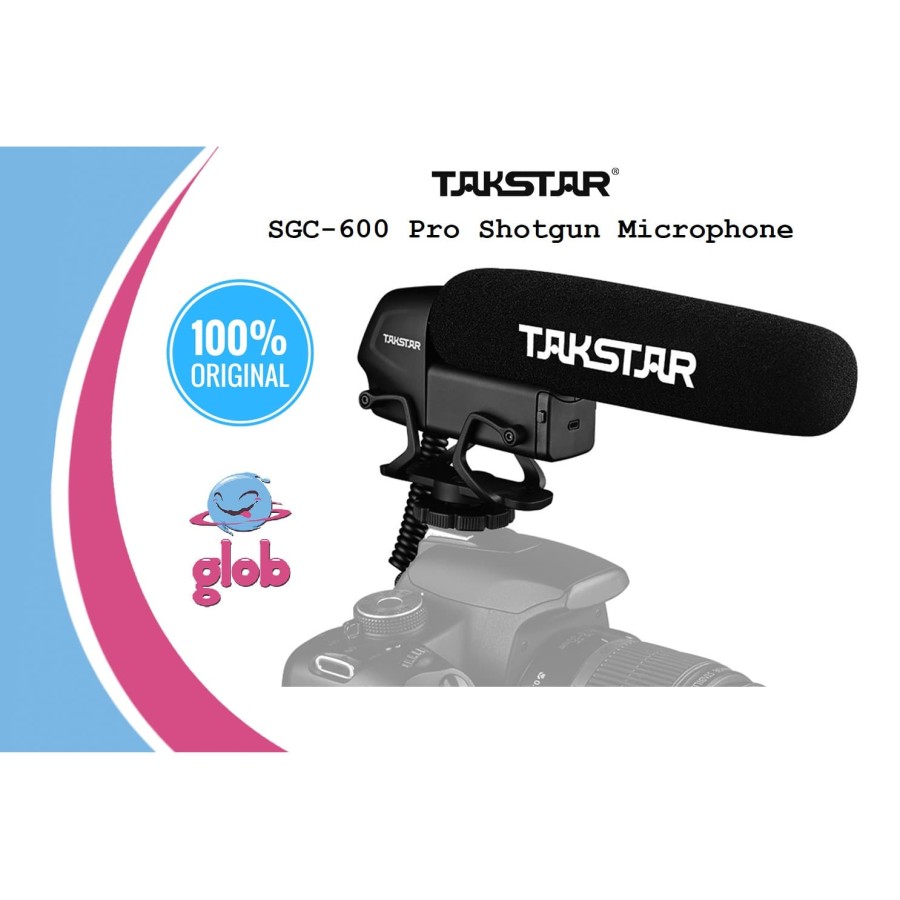 TAKSTAR®
SGC-600 Pro Shotgun Microphone
100%
ORIGINAL
TAKSTAR
TAKSTAR
glob